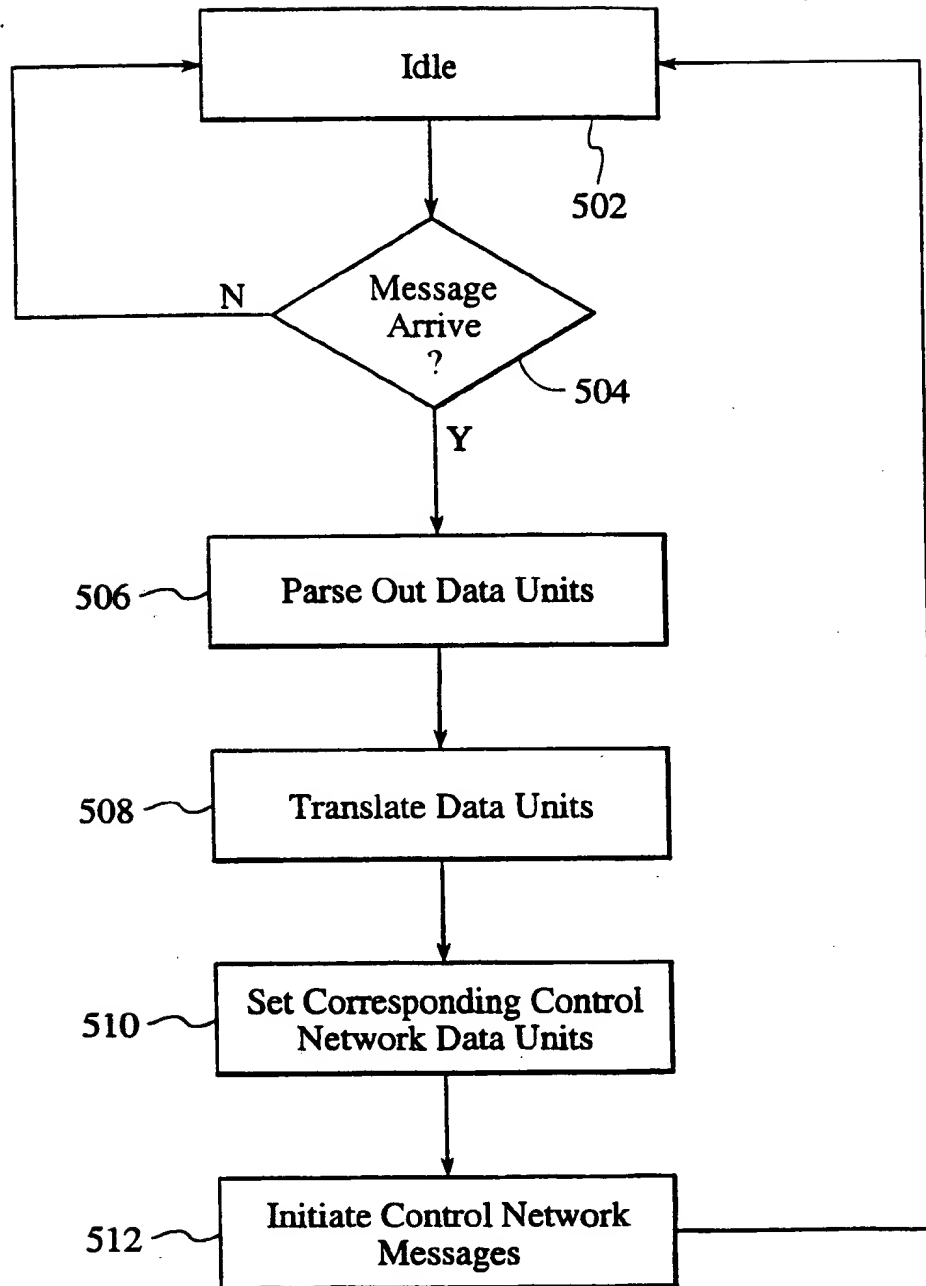 Idle
502
Message
Arrive
?
N
504
Y
506
Parse Out Data Units
508
Translate Data Units
510
Set Corresponding Control
Network Data Units
512
Initiate Control Network
Messages